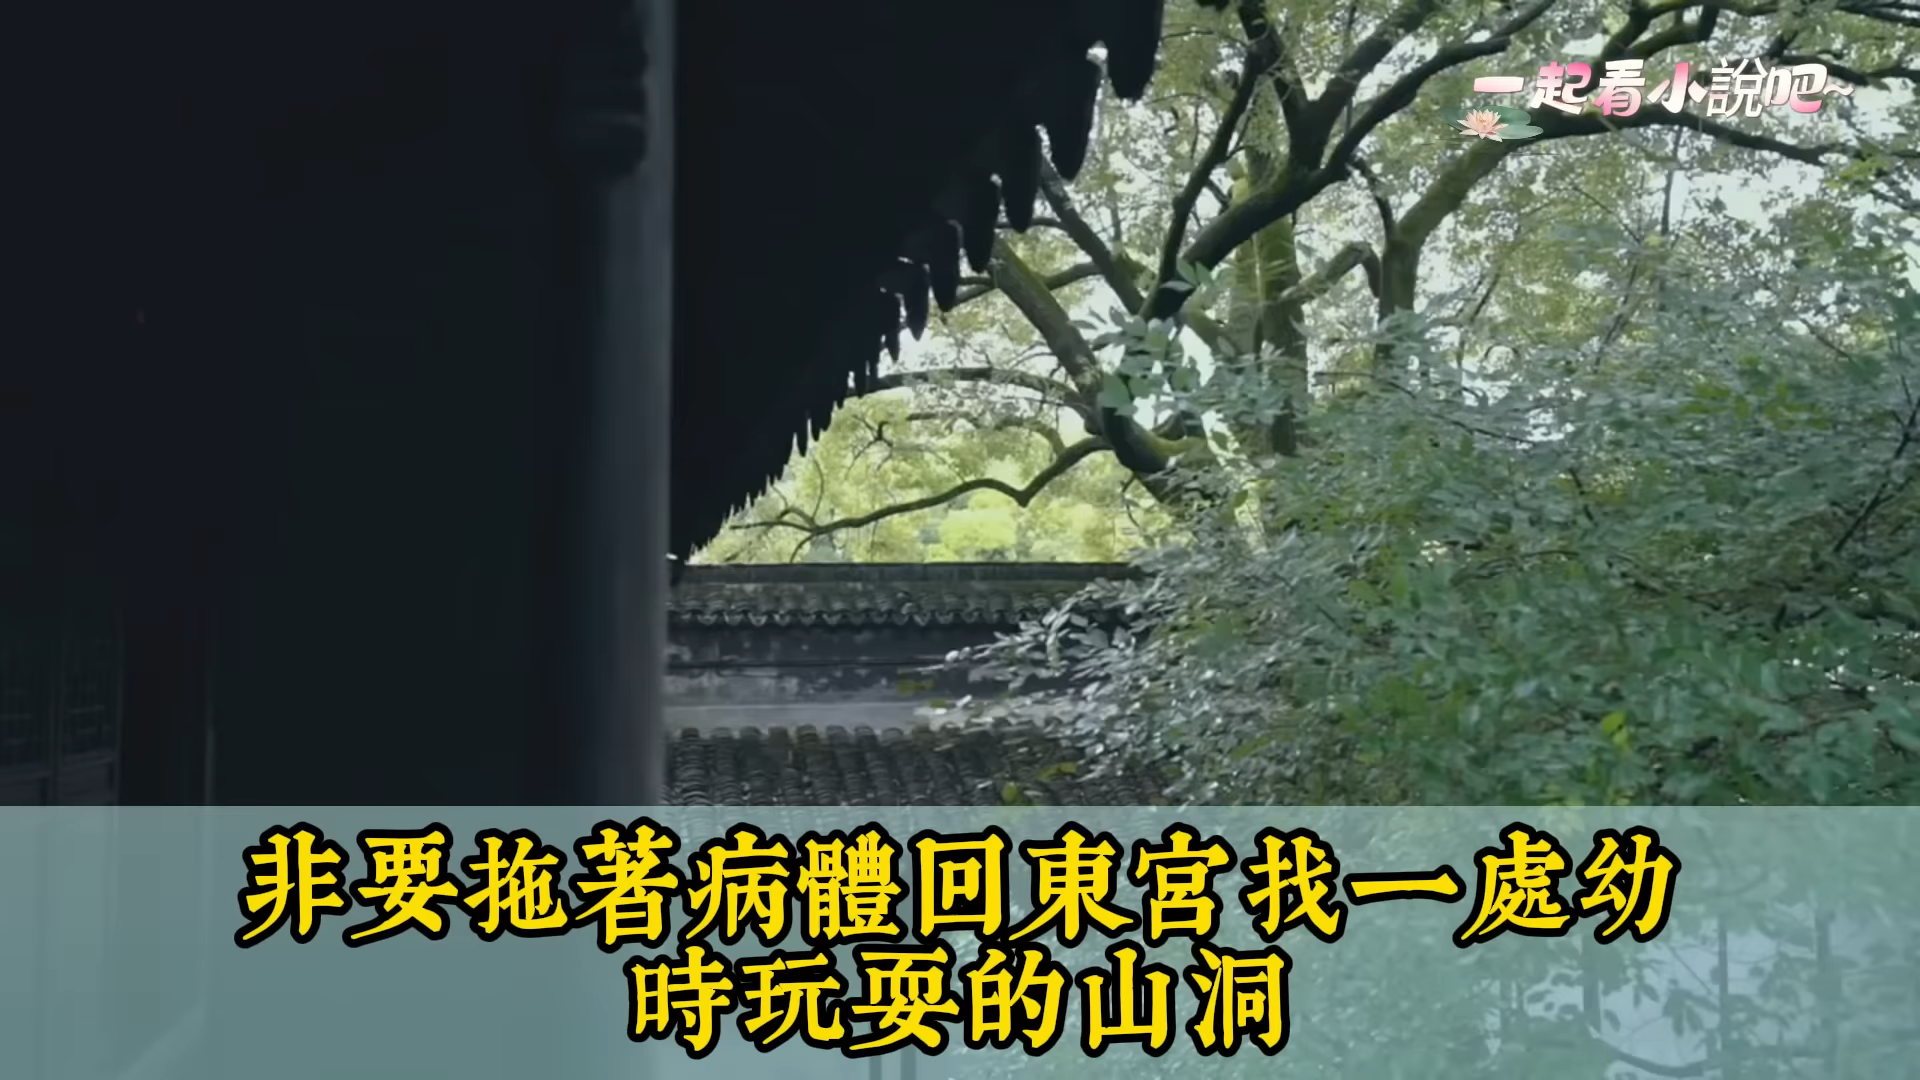 一起看小說吧~
非要拖著病體回東宮找一處幼
時玩耍的山洞